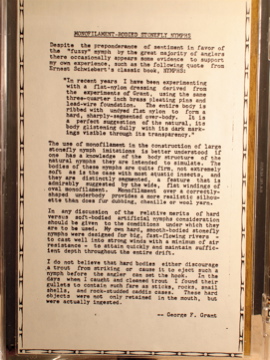 MONOFILAMENT-BODIED STONEFLY NYMPHS
Despite the preponderance of sentiment in favor of
the "fuzzy" nymph by the great majority of anglers
there occasionally appears some evidence to support
my own experience, such as the following quote from
Ernest Schwiebert's classic book, NYMPHS:
"In recent years I have been experimenting
with a flat-nylon dressing derived from
the experiments of Grant, using the same
three-quarter inch brass pleating pins and
lead-wire foundation. The entire body is
ribbed with undyed flat nylon to form a
hard, sharply-segmented over-body. It is
a perfect suggestion of the natural, its
body glistening dully with its dark mark-
ings visible through its transparency."
The use of monofilament in the construction of large
stonefly nymph imitations is better understood if
one has a knowledge of the body structure of the
natural nymphs they are intended to simulate. The
bodies of these nymphs are quite firm, not extremely
soft as is the case with most aquatic insects, and
they are distinctly segmented, a feature that is
admirably suggested by the wide, flat windings of
oval monofilament. Monofilament over a correctly-
shaped underbody provides a more realistic silhou-
ette than does fur dubbing, chenille or wool yarn.
In any discussion of the relative merits of hard
versus soft-bodied artificial nymphs consideration
should be given to the conditions under which they
are to be used. My own hard, smooth-bodied stonefly
nymphs were designed for big, fast-flowing rivers -
to cast well into strong winds with a minimum of air
resistance - to attain quickly and maintain suffic-
ient depth throughout the entire drift.
I do not believe that hard bodies either discourage
a trout from striking or cause it to eject such a
nymph before the angler can set the hook. In the
days when I caught and cleaned trout I found their
gullets to contain such fare as sticks, rocks, small
shells, and rock-studded caddis cases. These hard
objects were not only retained in the mouth, but
were actually ingested.
-- George F. Grant